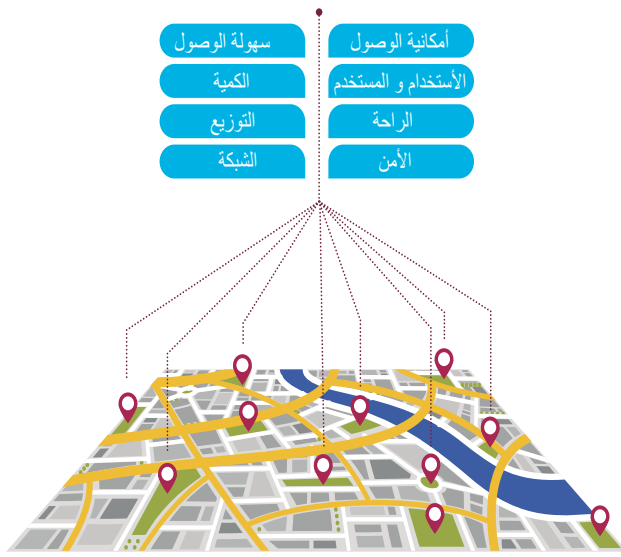 أمكانية الوصول
سهولة الوصول
الأستخدام و المستخدم
الكمية
الراحة
التوزيع
الأمن
الشبكة